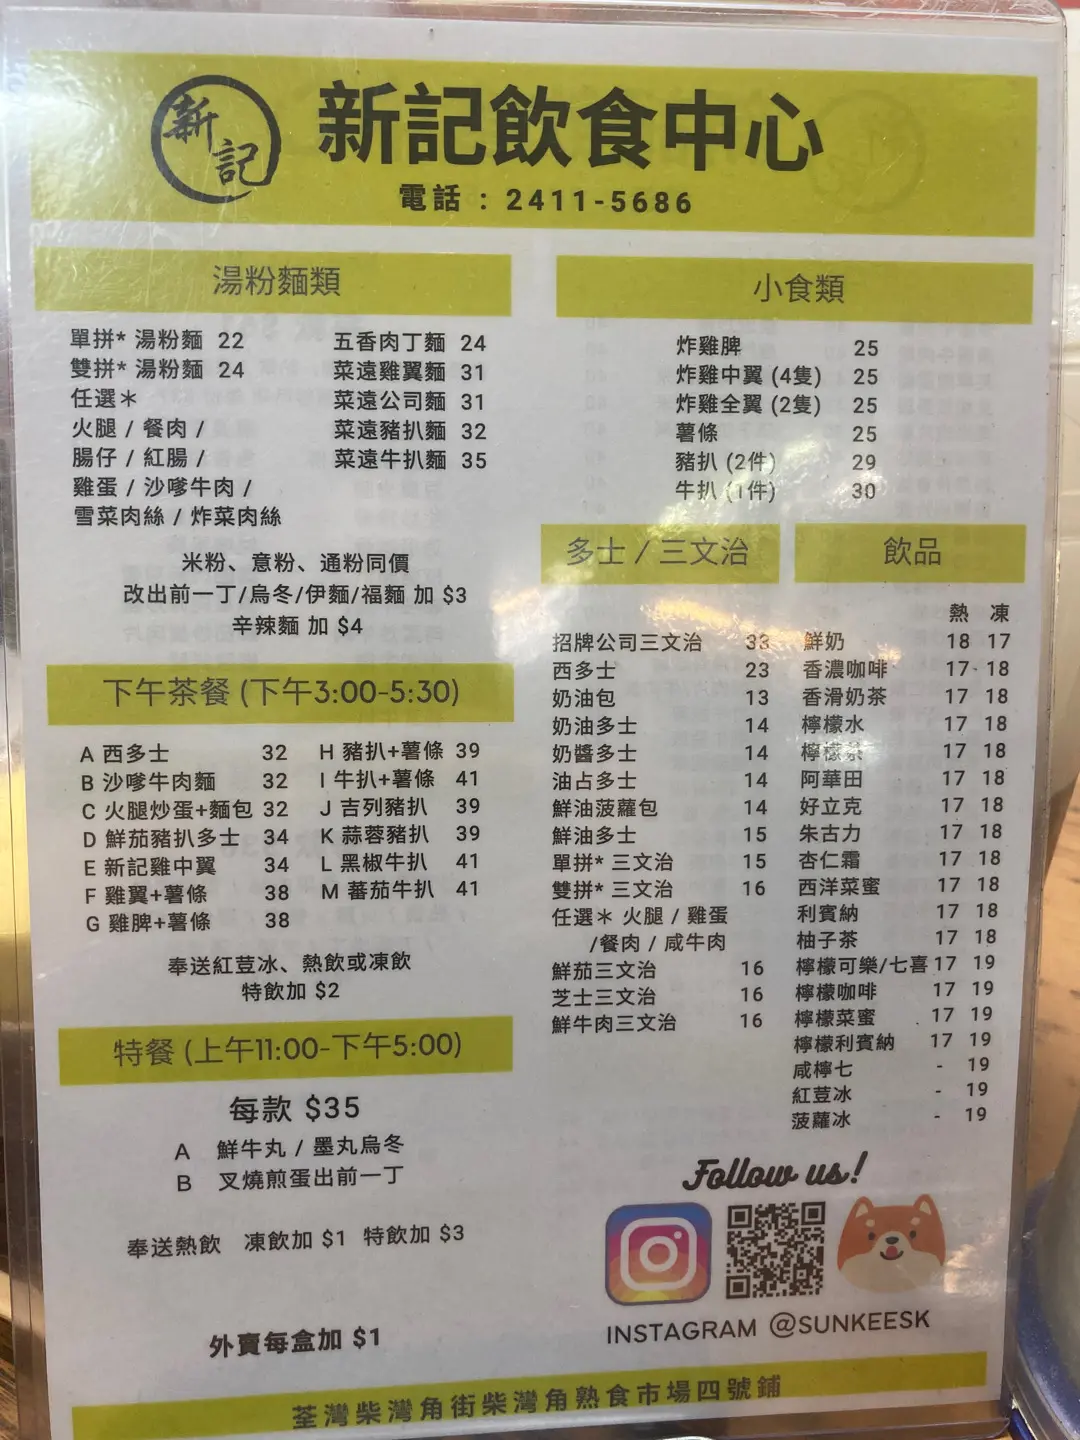 新記
新記飲食中心
電話 : 2411-5686
湯粉麵類
單拼* 湯粉麵 22
雙拼* 湯粉麵 24
任選＊
火腿 / 餐肉 /
腸仔 / 紅腸 /
雞蛋 / 沙嗲牛肉 /
雪菜肉絲 / 炸菜肉絲
五香肉丁麵 24
菜遠雞翼麵 31
菜遠公司麵 31
菜遠豬扒麵 32
菜遠牛扒麵 35
米粉、意粉、通粉同價
改出前一丁/烏冬/伊麵/福麵 加 $3
辛辣麵 加 $4
下午茶餐 (下午3:00-5:30)
A 西多士 32
B 沙嗲牛肉麵 32
C 火腿炒蛋+麵包 32
D 鮮茄豬扒多士 34
E 新記雞中翼 34
F 雞翼+薯條 38
G 雞脾+薯條 38
H 豬扒+薯條 39
I 牛扒+薯條 41
J 吉列豬扒 39
K 蒜蓉豬扒 39
L 黑椒牛扒 41
M 蕃茄牛扒 41
奉送紅荳冰、熱飲或凍飲
特飲加 $2
特餐 (上午11:00-下午5:00)
每款 $35
A 鮮牛丸 / 墨丸烏冬
B 叉燒煎蛋出前一丁
奉送熱飲 凍飲加 $1 特飲加 $3
外賣每盒加 $1
小食類
炸雞脾 25
炸雞中翼 (4隻) 25
炸雞全翼 (2隻) 25
薯條 25
豬扒 (2件) 29
牛扒 (1件) 30
多士 / 三文治
招牌公司三文治 33
西多士 23
奶油包 13
奶油多士 14
奶醬多士 14
油占多士 14
鮮油菠蘿包 14
鮮油多士 15
單拼* 三文治 15
雙拼* 三文治 16
任選＊ 火腿 / 雞蛋
/餐肉 / 咸牛肉
鮮茄三文治 16
芝士三文治 16
鮮牛肉三文治 16
飲品
熱 凍
鮮奶 18 17
香濃咖啡 17 18
香滑奶茶 17 18
檸檬水 17 18
檸檬茶 17 18
阿華田 17 18
好立克 17 18
朱古力 17 18
杏仁霜 17 18
西洋菜蜜 17 18
利賓納 17 18
柚子茶 17 18
檸檬可樂/七喜 17 19
檸檬咖啡 17 19
檸檬菜蜜 17 19
檸檬利賓納 17 19
咸檸七 - 19
紅荳冰 - 19
菠蘿冰 - 19
Follow us!
INSTAGRAM @SUNKEESK
荃灣柴灣角街柴灣角熟食市場四號鋪